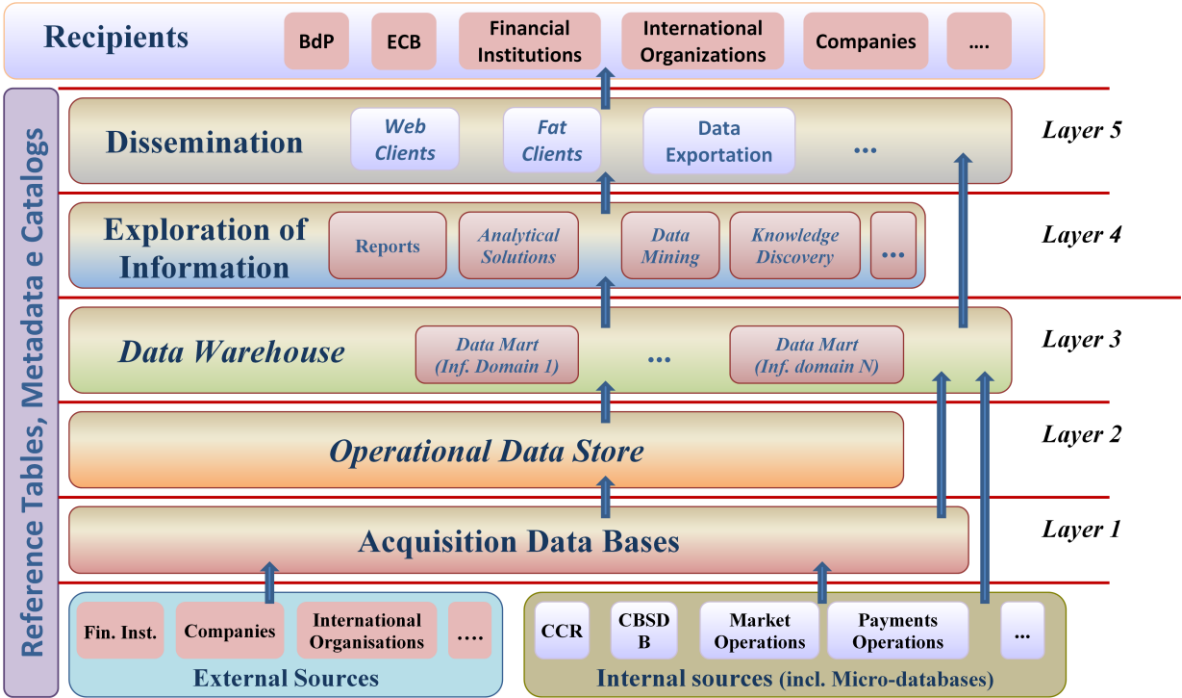 Recipients
BdP
ECB
Financial
Institutions
International
Organizations
Companies
….
Reference Tables, Metadata e Catalogs
Dissemination
Web
Clients
Fat
Clients
Data
Exportation
...
Layer 5
Exploration of
Information
Reports
Analytical
Solutions
Data
Mining
Knowledge
Discovery
...
Layer 4
Data Warehouse
Data Mart
(Inf. Domain 1)
...
Data Mart
(Inf. domain N)
Layer 3
Operational Data Store
Layer 2
Acquisition Data Bases
Layer 1
Fin. Inst.
Companies
International
Organisations
….
External Sources
CCR
CBSD
B
Market
Operations
Payments
Operations
...
Internal sources (incl. Micro-databases)